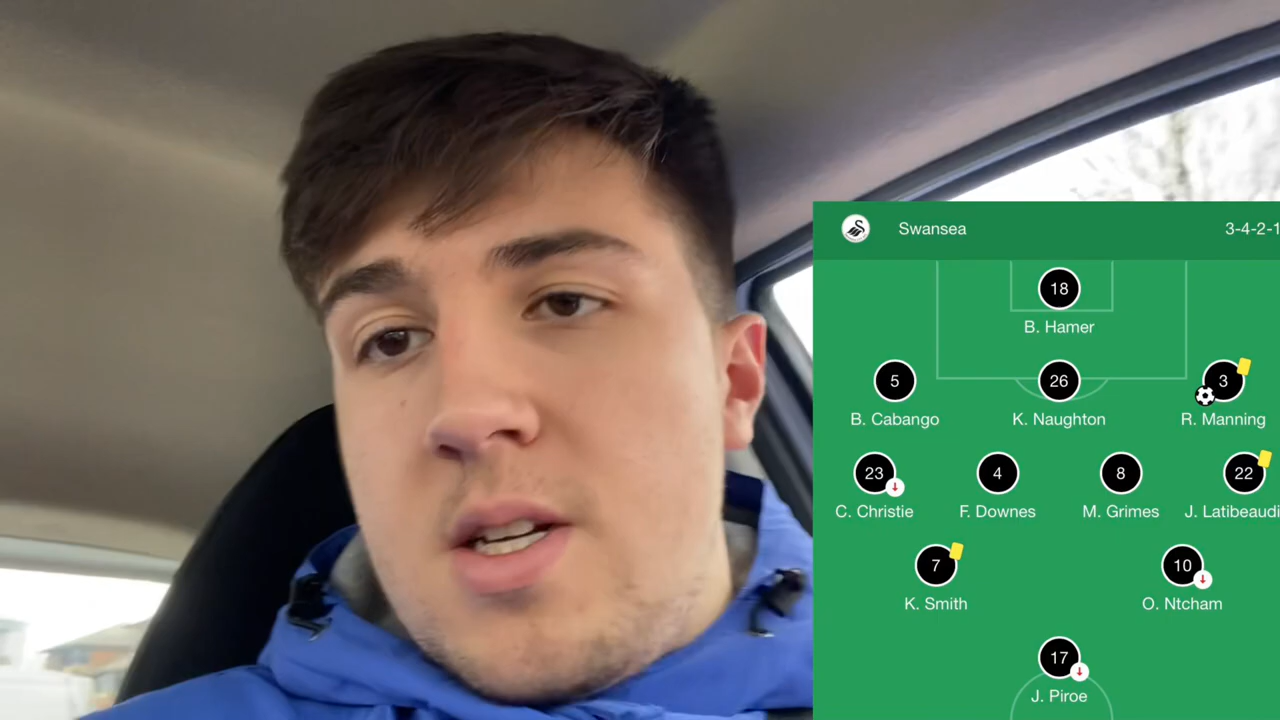 Swansea 3-4-2-1
18
B. Hamer
5 26 3
B. Cabango K. Naughton R. Manning
23 4 8 22
C. Christie F. Downes M. Grimes J. Latibeaudi
7 10
K. Smith O. Ntcham
17
J. Piroe